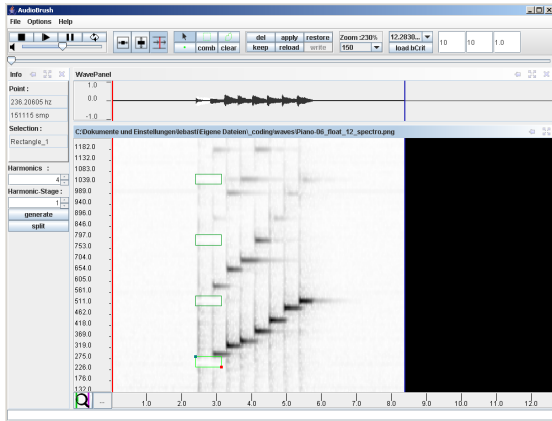 AudioBrush
File Options Help
del apply restore Zoom :230% 12.2830...
comb clear keep reload write 150 load bCrit 10 10 1.0
Info WavePanel
Point :
236.20605 hz
151115 smp
Selection :
Rectangle_1
Harmonics :
4
Harmonic-Stage :
1
generate
split
1.0
0.0
-1.0
C:\Dokumente und Einstellungen\lebasti\Eigene Dateien\_coding\waves\Piano-06_float_12_spectro.png
1182.0
1132.0
1083.0
1039.0
989.0
940.0
896.0
846.0
797.0
753.0
704.0
654.0
605.0
561.0
511.0
462.0
418.0
369.0
319.0
275.0
226.0
176.0
132.0
... 1.0 2.0 3.0 4.0 5.0 6.0 7.0 8.0 9.0 10.0 11.0 12.0